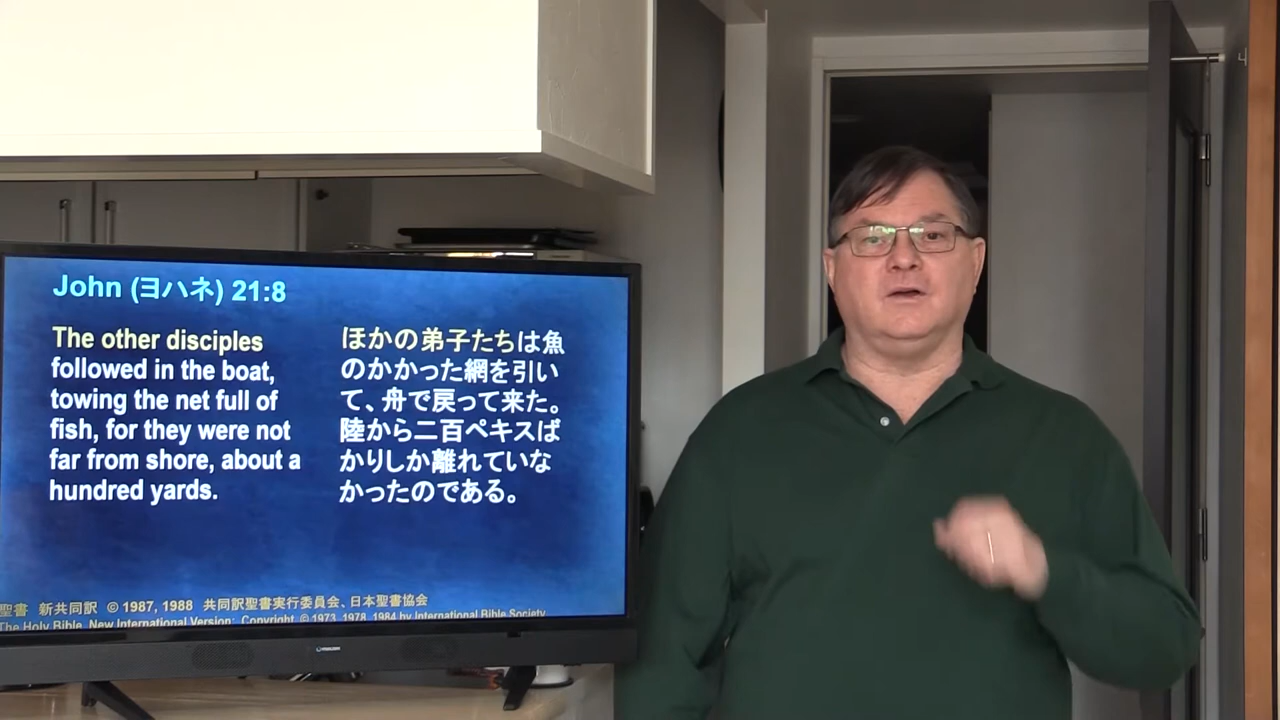 John (ヨハネ) 21:8
The other disciples
followed in the boat,
towing the net full of
fish, for they were not
far from shore, about a
hundred yards.
ほかの弟子たちは魚
のかかった網を引い
て、舟で戻って来た。
陸から二百ペキスば
かりしか離れていな
かったのである。
聖書 新共同訳 © 1987, 1988 共同訳聖書実行委員会、日本聖書協会
The Holy Bible, New International Version; Copyright, © 1973, 1978, 1984 by International Bible Society